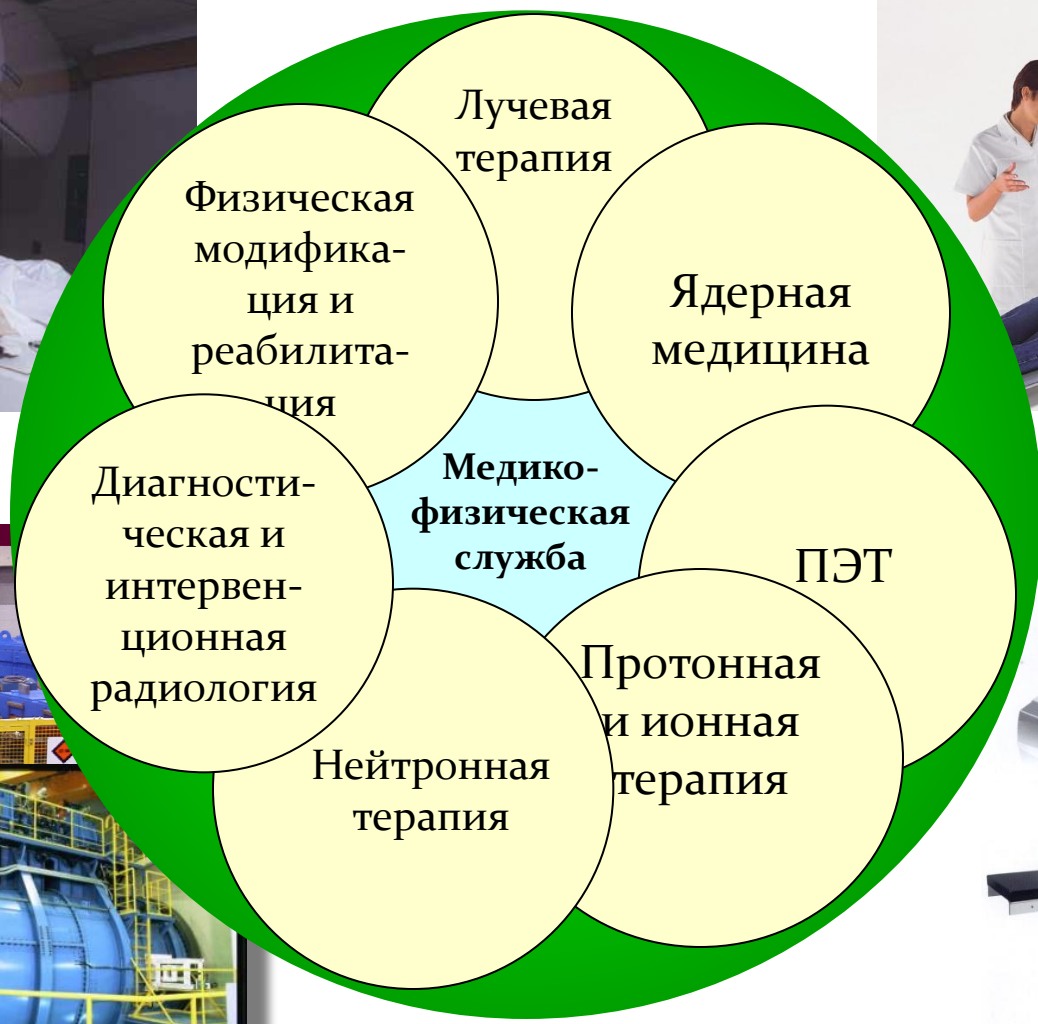 Лучевая
терапия
Физическая
модифика-
ция и
реабилита-
ция
Ядерная
медицина
Медико-
физическая
служба
Диагности-
ческая и
интервен-
ционная
радиология
ПЭТ
Протонная
и ионная
терапия
Нейтронная
терапия